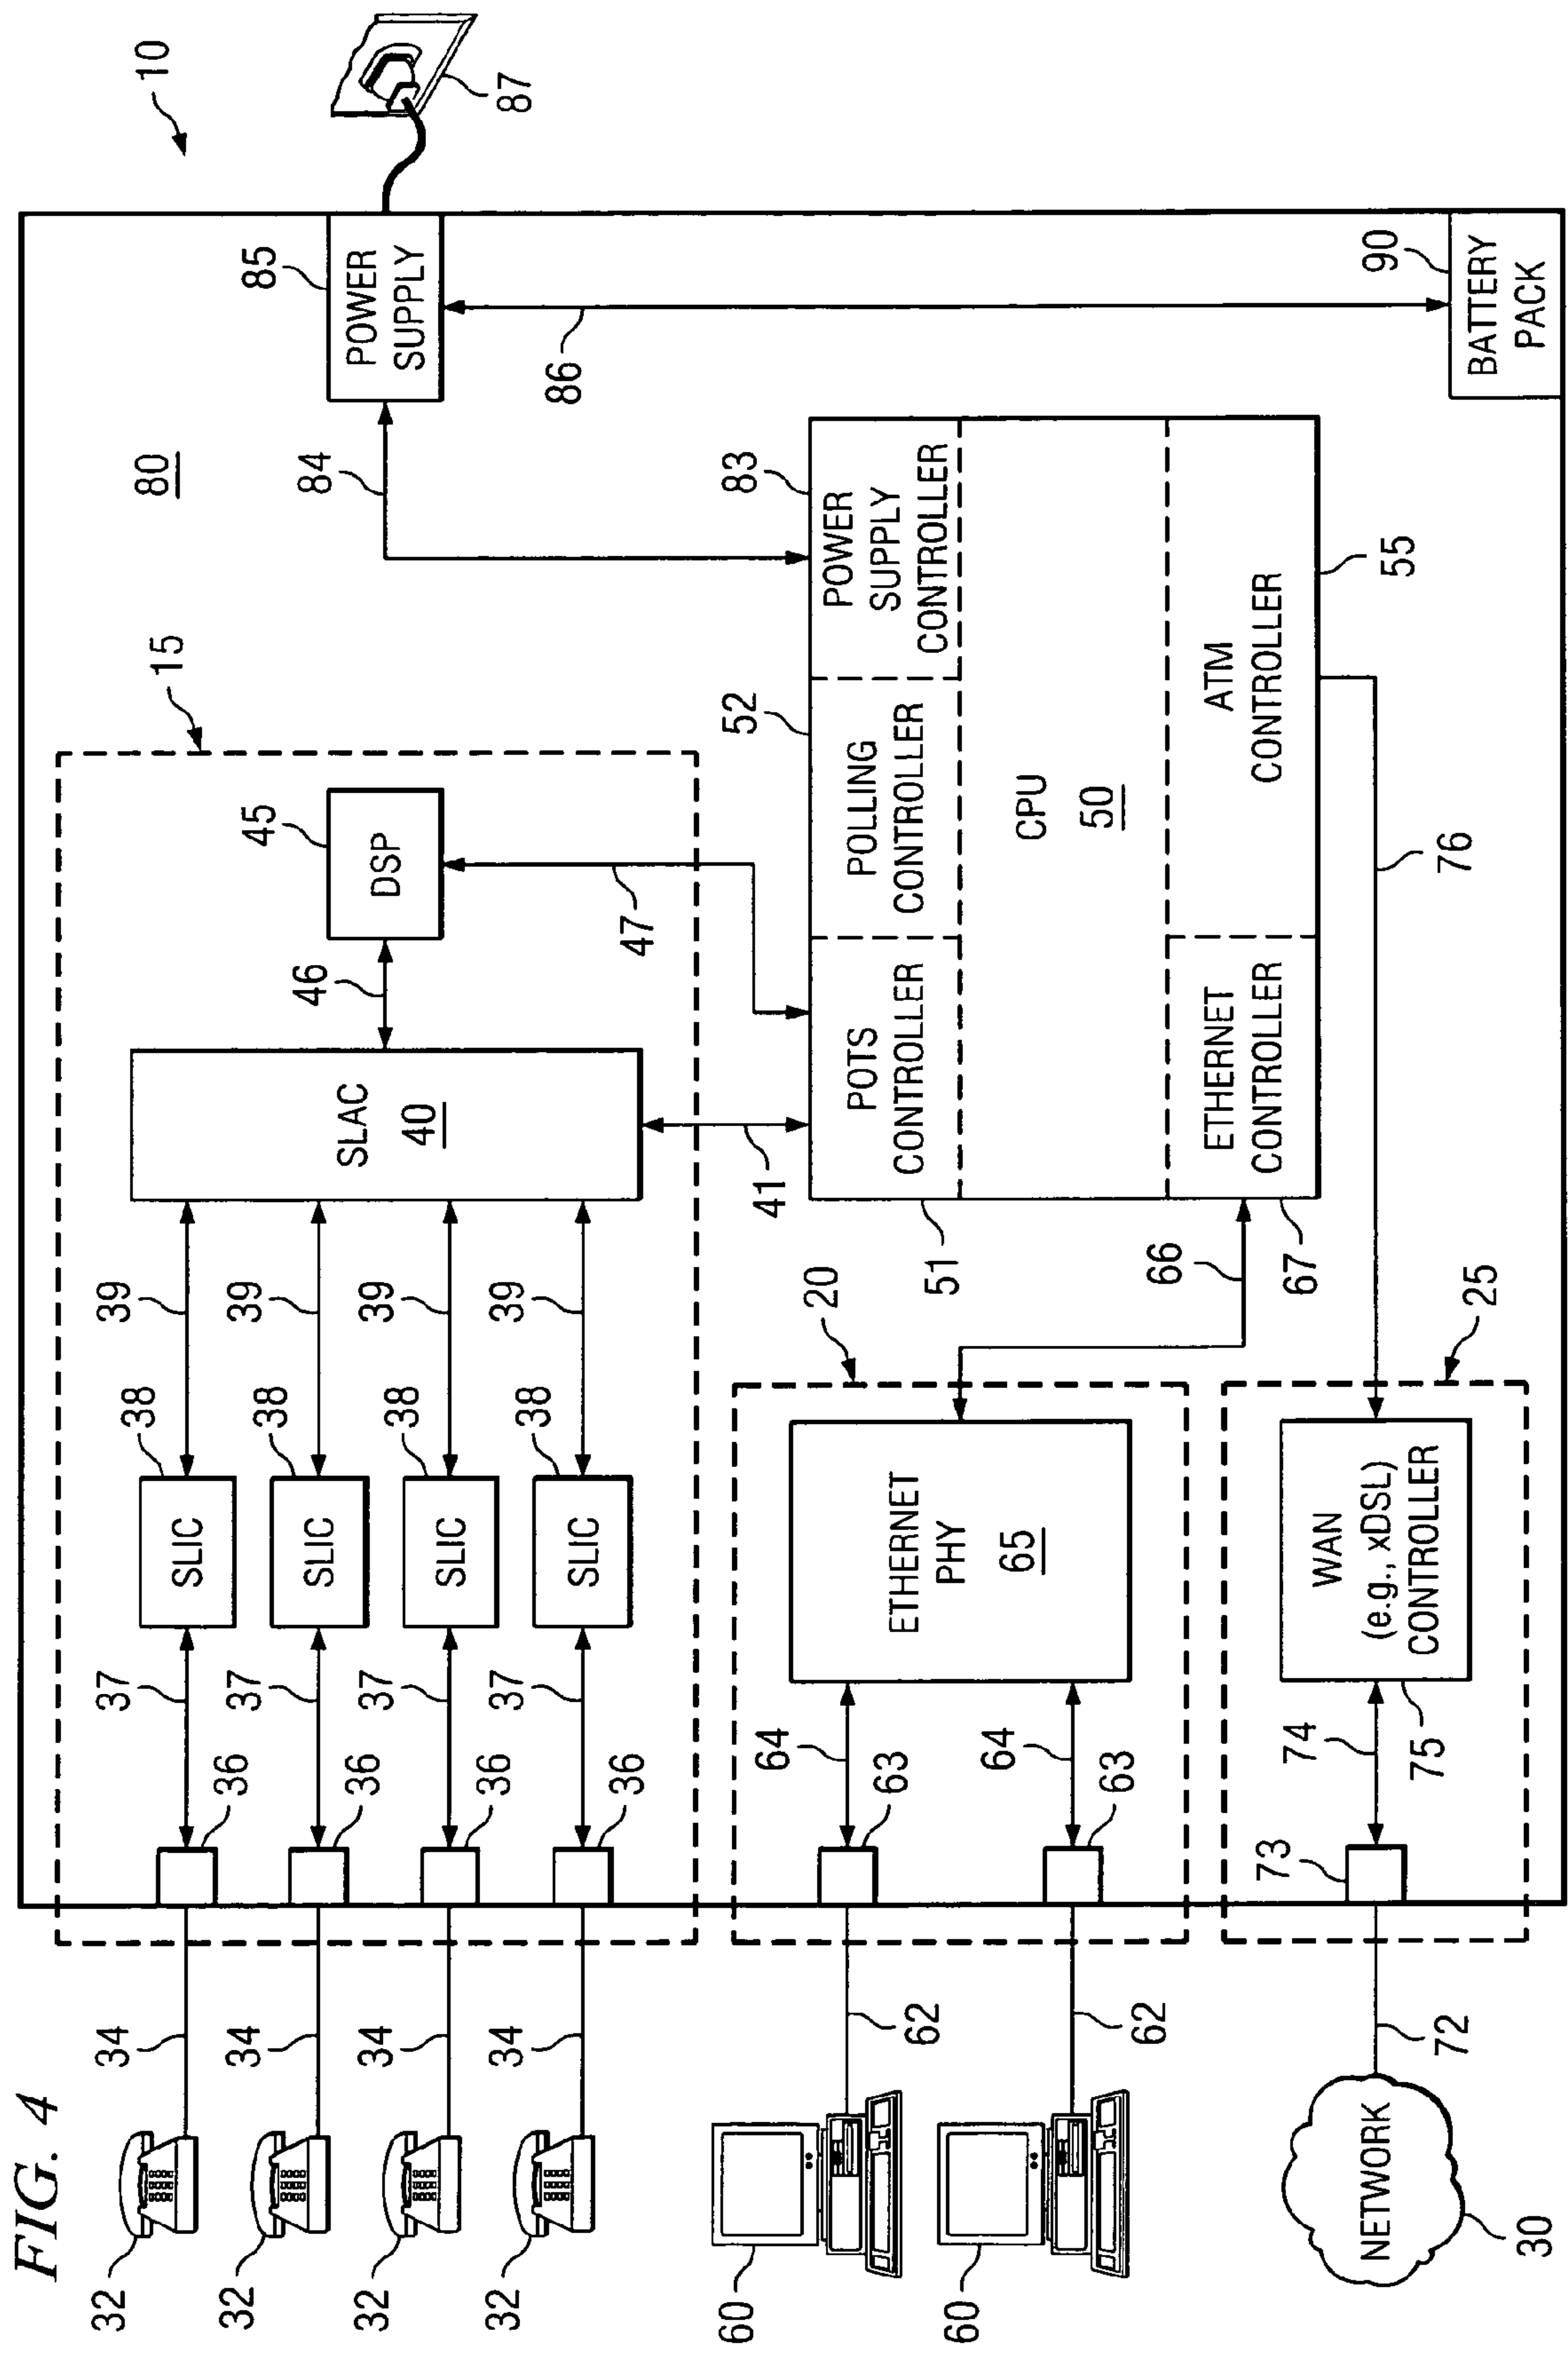 FIG. 4
10
32
34
36
37
38
SLIC
39
32
34
36
37
38
SLIC
39
32
34
36
37
38
SLIC
39
32
34
36
37
38
SLIC
39
SLAC
40
46
45
DSP
47
41
15
80
84
85
POWER
SUPPLY
86
87
90
BATTERY
PACK
51
POTS
CONTROLLER
52
POLLING
CONTROLLER
83
POWER
SUPPLY
CONTROLLER
CPU
50
ETHERNET
CONTROLLER
67
ATM
CONTROLLER
55
60
62
63
64
60
62
63
64
ETHERNET
PHY
65
20
66
NETWORK
30
72
73
74
75
WAN
(e.g., xDSL)
CONTROLLER
25
76